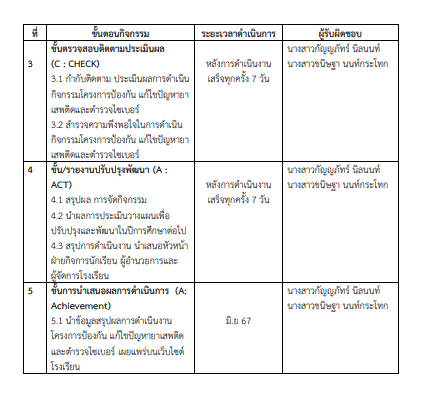 ที่ ขั้นตอนกิจกรรม ระยะเวลาดำเนินการ ผู้รับผิดชอบ
ขั้นตรวจสอบติดตามประเมินผล นางสาวกัญญภัทร์ นิลนนท์
3 (C : CHECK) หลังการดำเนินงาน นางสาวขนิษฐา นนท์กระโทก
3.1 กำกับติดตาม ประเมินผลการดำเนิน เสร็จทุกครั้ง 7 วัน
กิจกรรมโครงการป้องกัน แก้ไขปัญหายา
เสพติดและตำรวจไซเบอร์
3.2 สำรวจความพึงพอใจในการดำเนิน
กิจกรรมโครงการป้องกัน แก้ไขปัญหายา
เสพติดและตำรวจไซเบอร์
4 ขั้น/รายงานปรับปรุงพัฒนา (A : นางสาวกัญญภัทร์ นิลนนท์
ACT) หลังการดำเนินงาน นางสาวขนิษฐา นนท์กระโทก
4.1 สรุปผล การจัดกิจกรรม เสร็จทุกครั้ง 7 วัน
4.2 นำผลการประเมินวางแผนเพื่อ
ปรับปรุงและพัฒนาในปีการศึกษาต่อไป
4.3 สรุปการดำเนินงาน นำเสนอหัวหน้า
ฝ่ายกิจการนักเรียน ผู้อำนวยการและ
ผู้จัดการโรงเรียน
5 ขั้นการนำเสนอผลการดำเนินการ (A: นางสาวกัญญภัทร์ นิลนนท์
Achievement) นางสาวขนิษฐา นนท์กระโทก
5.1 นำข้อมูลสรุปผลการดำเนินงาน มิ.ย 67
โครงการป้องกัน แก้ไขปัญหายาเสพติด
และตำรวจไซเบอร์ เผยแพร่บนเว็บไซต์
โรงเรียน